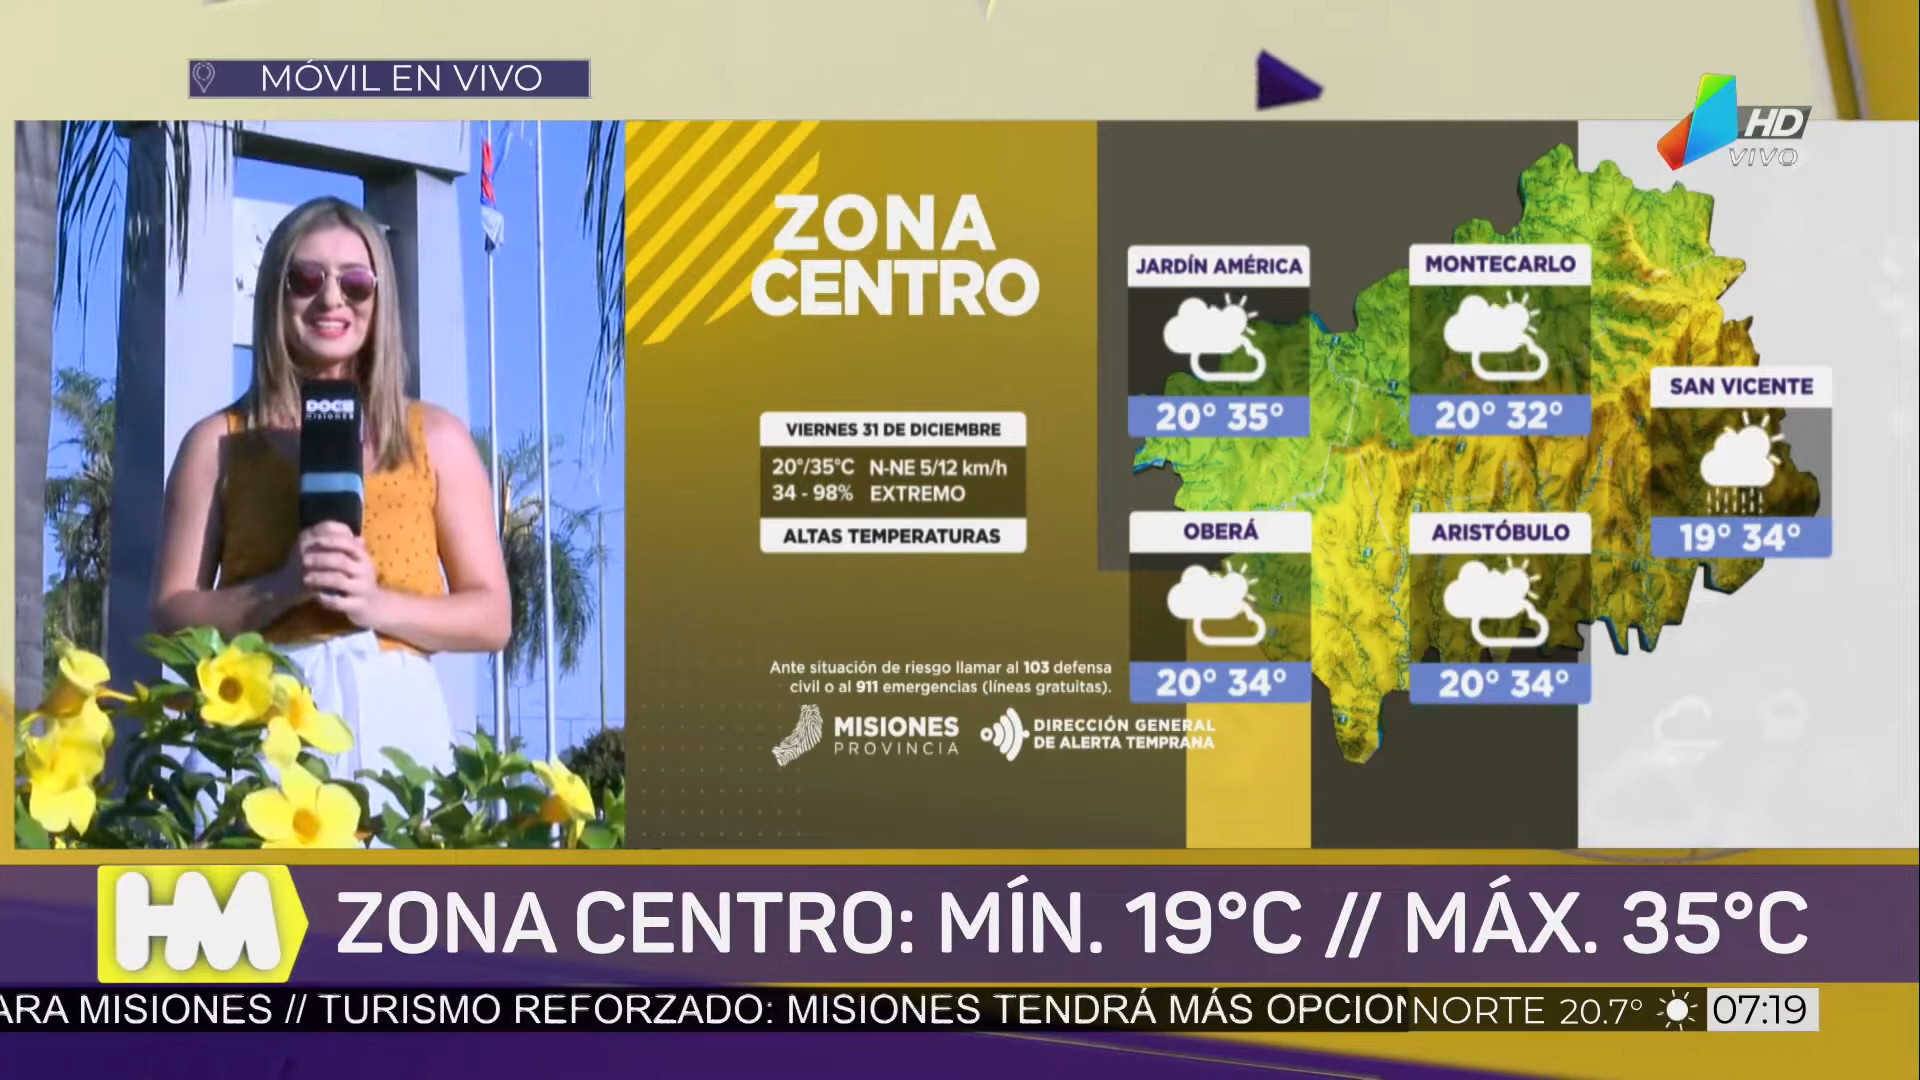 MÓVIL EN VIVO
HD
VIVO
ZONA
CENTRO
JARDÍN AMÉRICA
20° 35°
MONTECARLO
20° 32°
SAN VICENTE
19° 34°
OBERÁ
20° 34°
ARISTÓBULO
20° 34°
VIERNES 31 DE DICIEMBRE
20°/35°C N-NE 5/12 km/h
34 - 98% EXTREMO
ALTAS TEMPERATURAS
DOCE
MISIONES
Ante situación de riesgo llamar al 103 defensa
civil o al 911 emergencias (líneas gratuitas).
MISIONES
PROVINCIA
DIRECCIÓN GENERAL
DE ALERTA TEMPRANA
HM
ZONA CENTRO: MÍN. 19°C // MÁX. 35°C
ARA MISIONES // TURISMO REFORZADO: MISIONES TENDRÁ MÁS OPCION
NORTE 20.7° 07:19